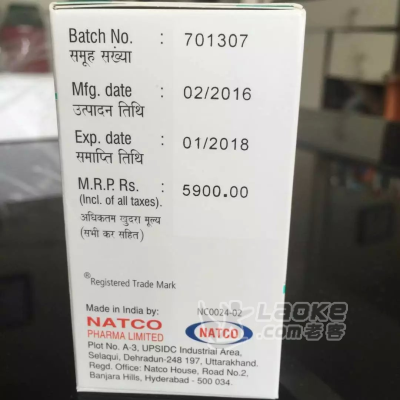 Batch No. : 701307
समूह सख्या
Mfg. date : 02/2016
उत्पादन तिथि
Exp. date : 01/2018
समाप्ति तिथि
M.R.P. Rs. : 5900.00
(Incl. of all taxes).
अधिकतम खुदरा मूल्य
(सभी कर सहित)
®Registered Trade Mark
Made in India by: NC0024-02
NATCO
PHARMA LIMITED
NATCO
Plot No. A-3, UPSIDC Industrial Area,
Selaqui, Dehradun-248 197, Uttarakhand.
Regd. Office: Natco House, Road No.2,
Banjara Hills, Hyderabad - 500 034.
LaoKe
.com老客